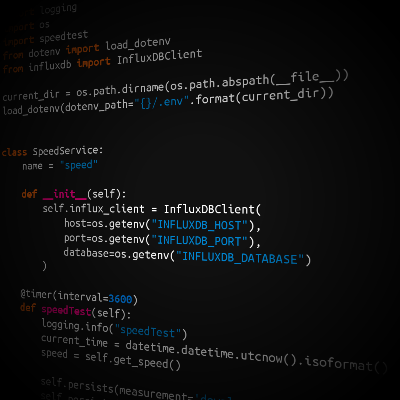 logging
import os
import speedtest
from dotenv import load_dotenv
from influxdb import InfluxDBClient
current_dir = os.path.dirname(os.path.abspath(__file__))
load_dotenv(dotenv_path="{}/.env".format(current_dir))
class SpeedService:
name = "speed"
def __init__(self):
self.influx_client = InfluxDBClient(
host=os.getenv("INFLUXDB_HOST"),
port=os.getenv("INFLUXDB_PORT"),
database=os.getenv("INFLUXDB_DATABASE")
)
@timer(interval=3600)
def speedTest(self):
logging.info("speedTest")
current_time = datetime.datetime.utcnow().isoformat()
speed = self.get_speed()
self.persists(measurement=